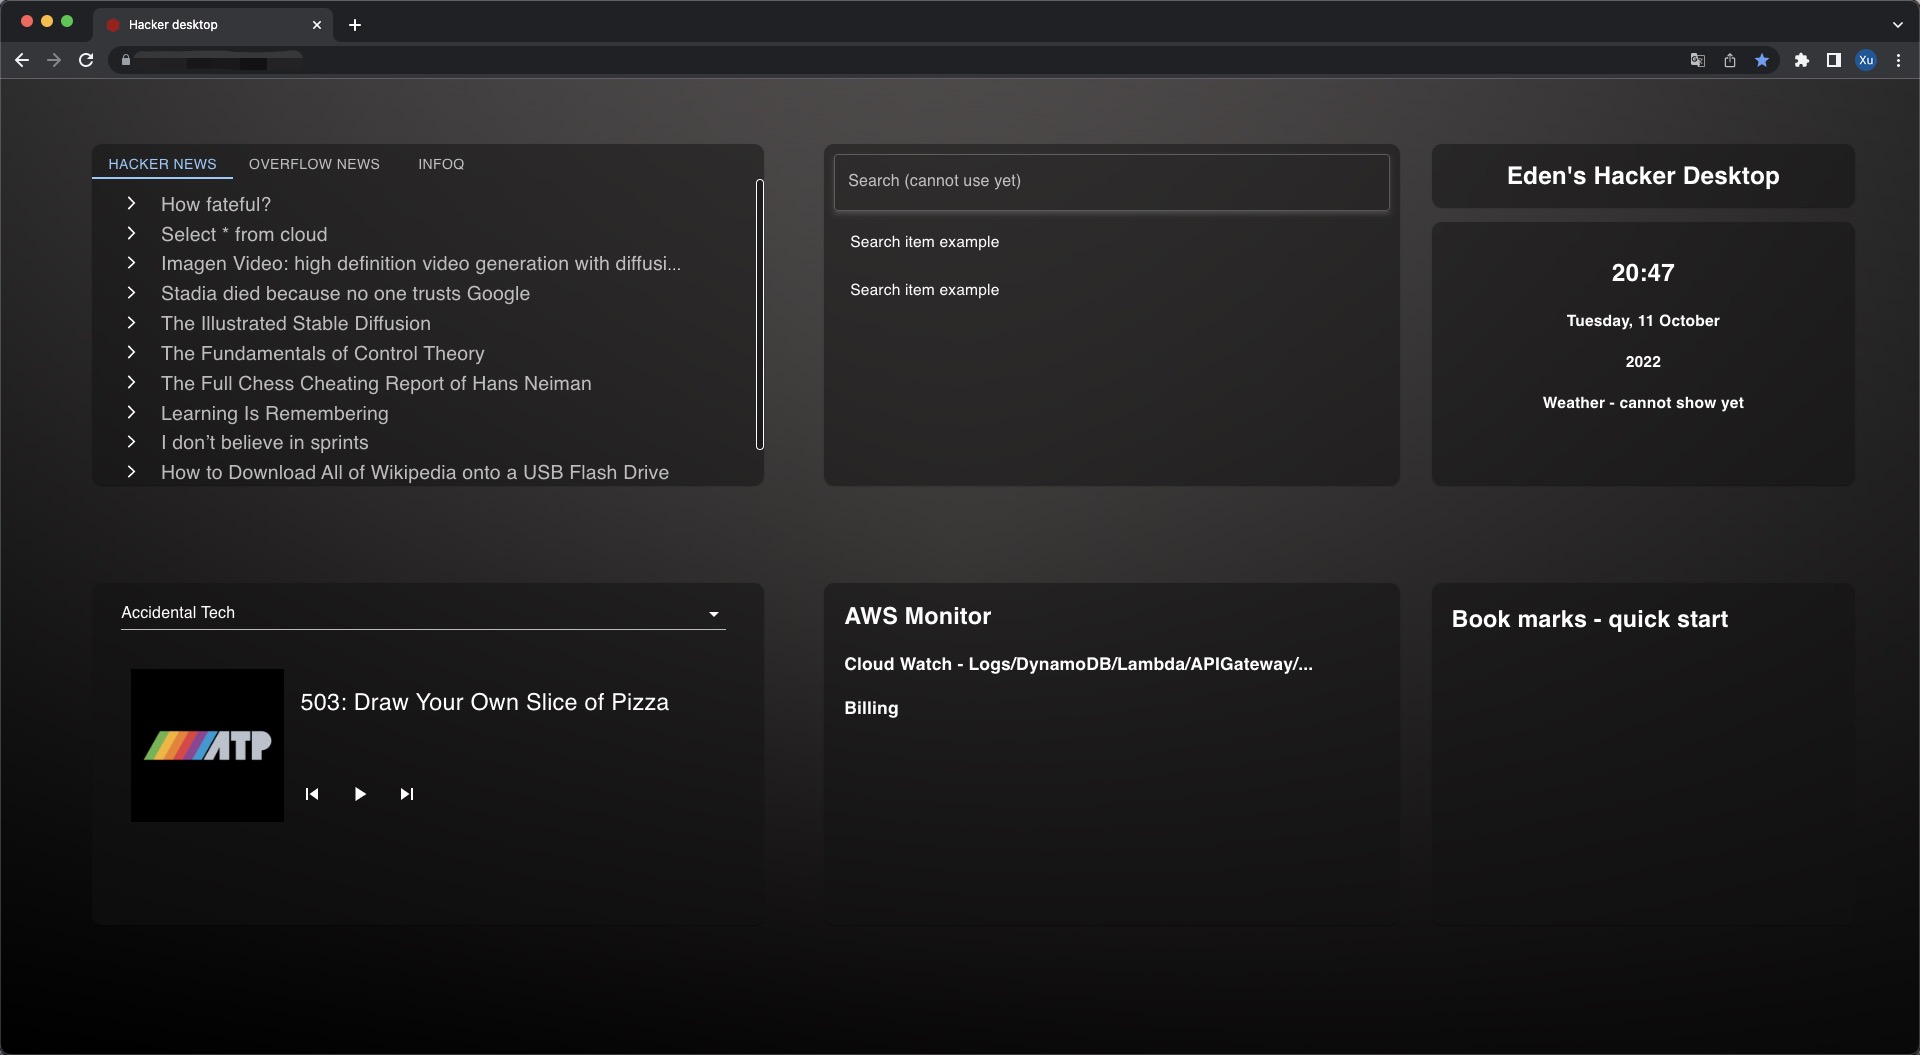 Hacker desktop
Xu
HACKER NEWS OVERFLOW NEWS INFOQ
How fateful?
Select * from cloud
Imagen Video: high definition video generation with diffusi...
Stadia died because no one trusts Google
The Illustrated Stable Diffusion
The Fundamentals of Control Theory
The Full Chess Cheating Report of Hans Neiman
Learning Is Remembering
I don’t believe in sprints
How to Download All of Wikipedia onto a USB Flash Drive
Search (cannot use yet)
Search item example
Search item example
Eden's Hacker Desktop
20:47
Tuesday, 11 October
2022
Weather - cannot show yet
Accidental Tech
ATP
503: Draw Your Own Slice of Pizza
AWS Monitor
Cloud Watch - Logs/DynamoDB/Lambda/APIGateway/...
Billing
Book marks - quick start